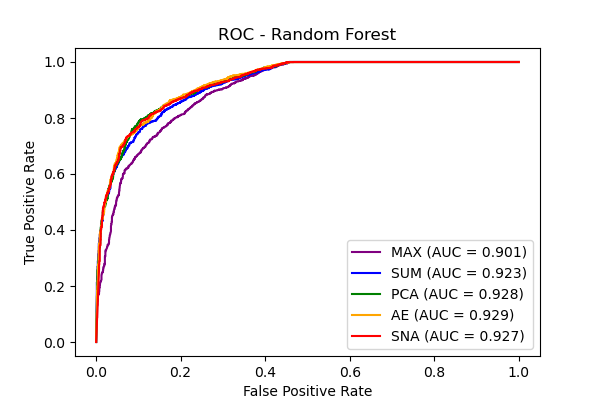 ROC - Random Forest
True Positive Rate
1.0
0.8
0.6
0.4
0.2
0.0
MAX (AUC = 0.901)
SUM (AUC = 0.923)
PCA (AUC = 0.928)
AE (AUC = 0.929)
SNA (AUC = 0.927)
0.0 0.2 0.4 0.6 0.8 1.0
False Positive Rate